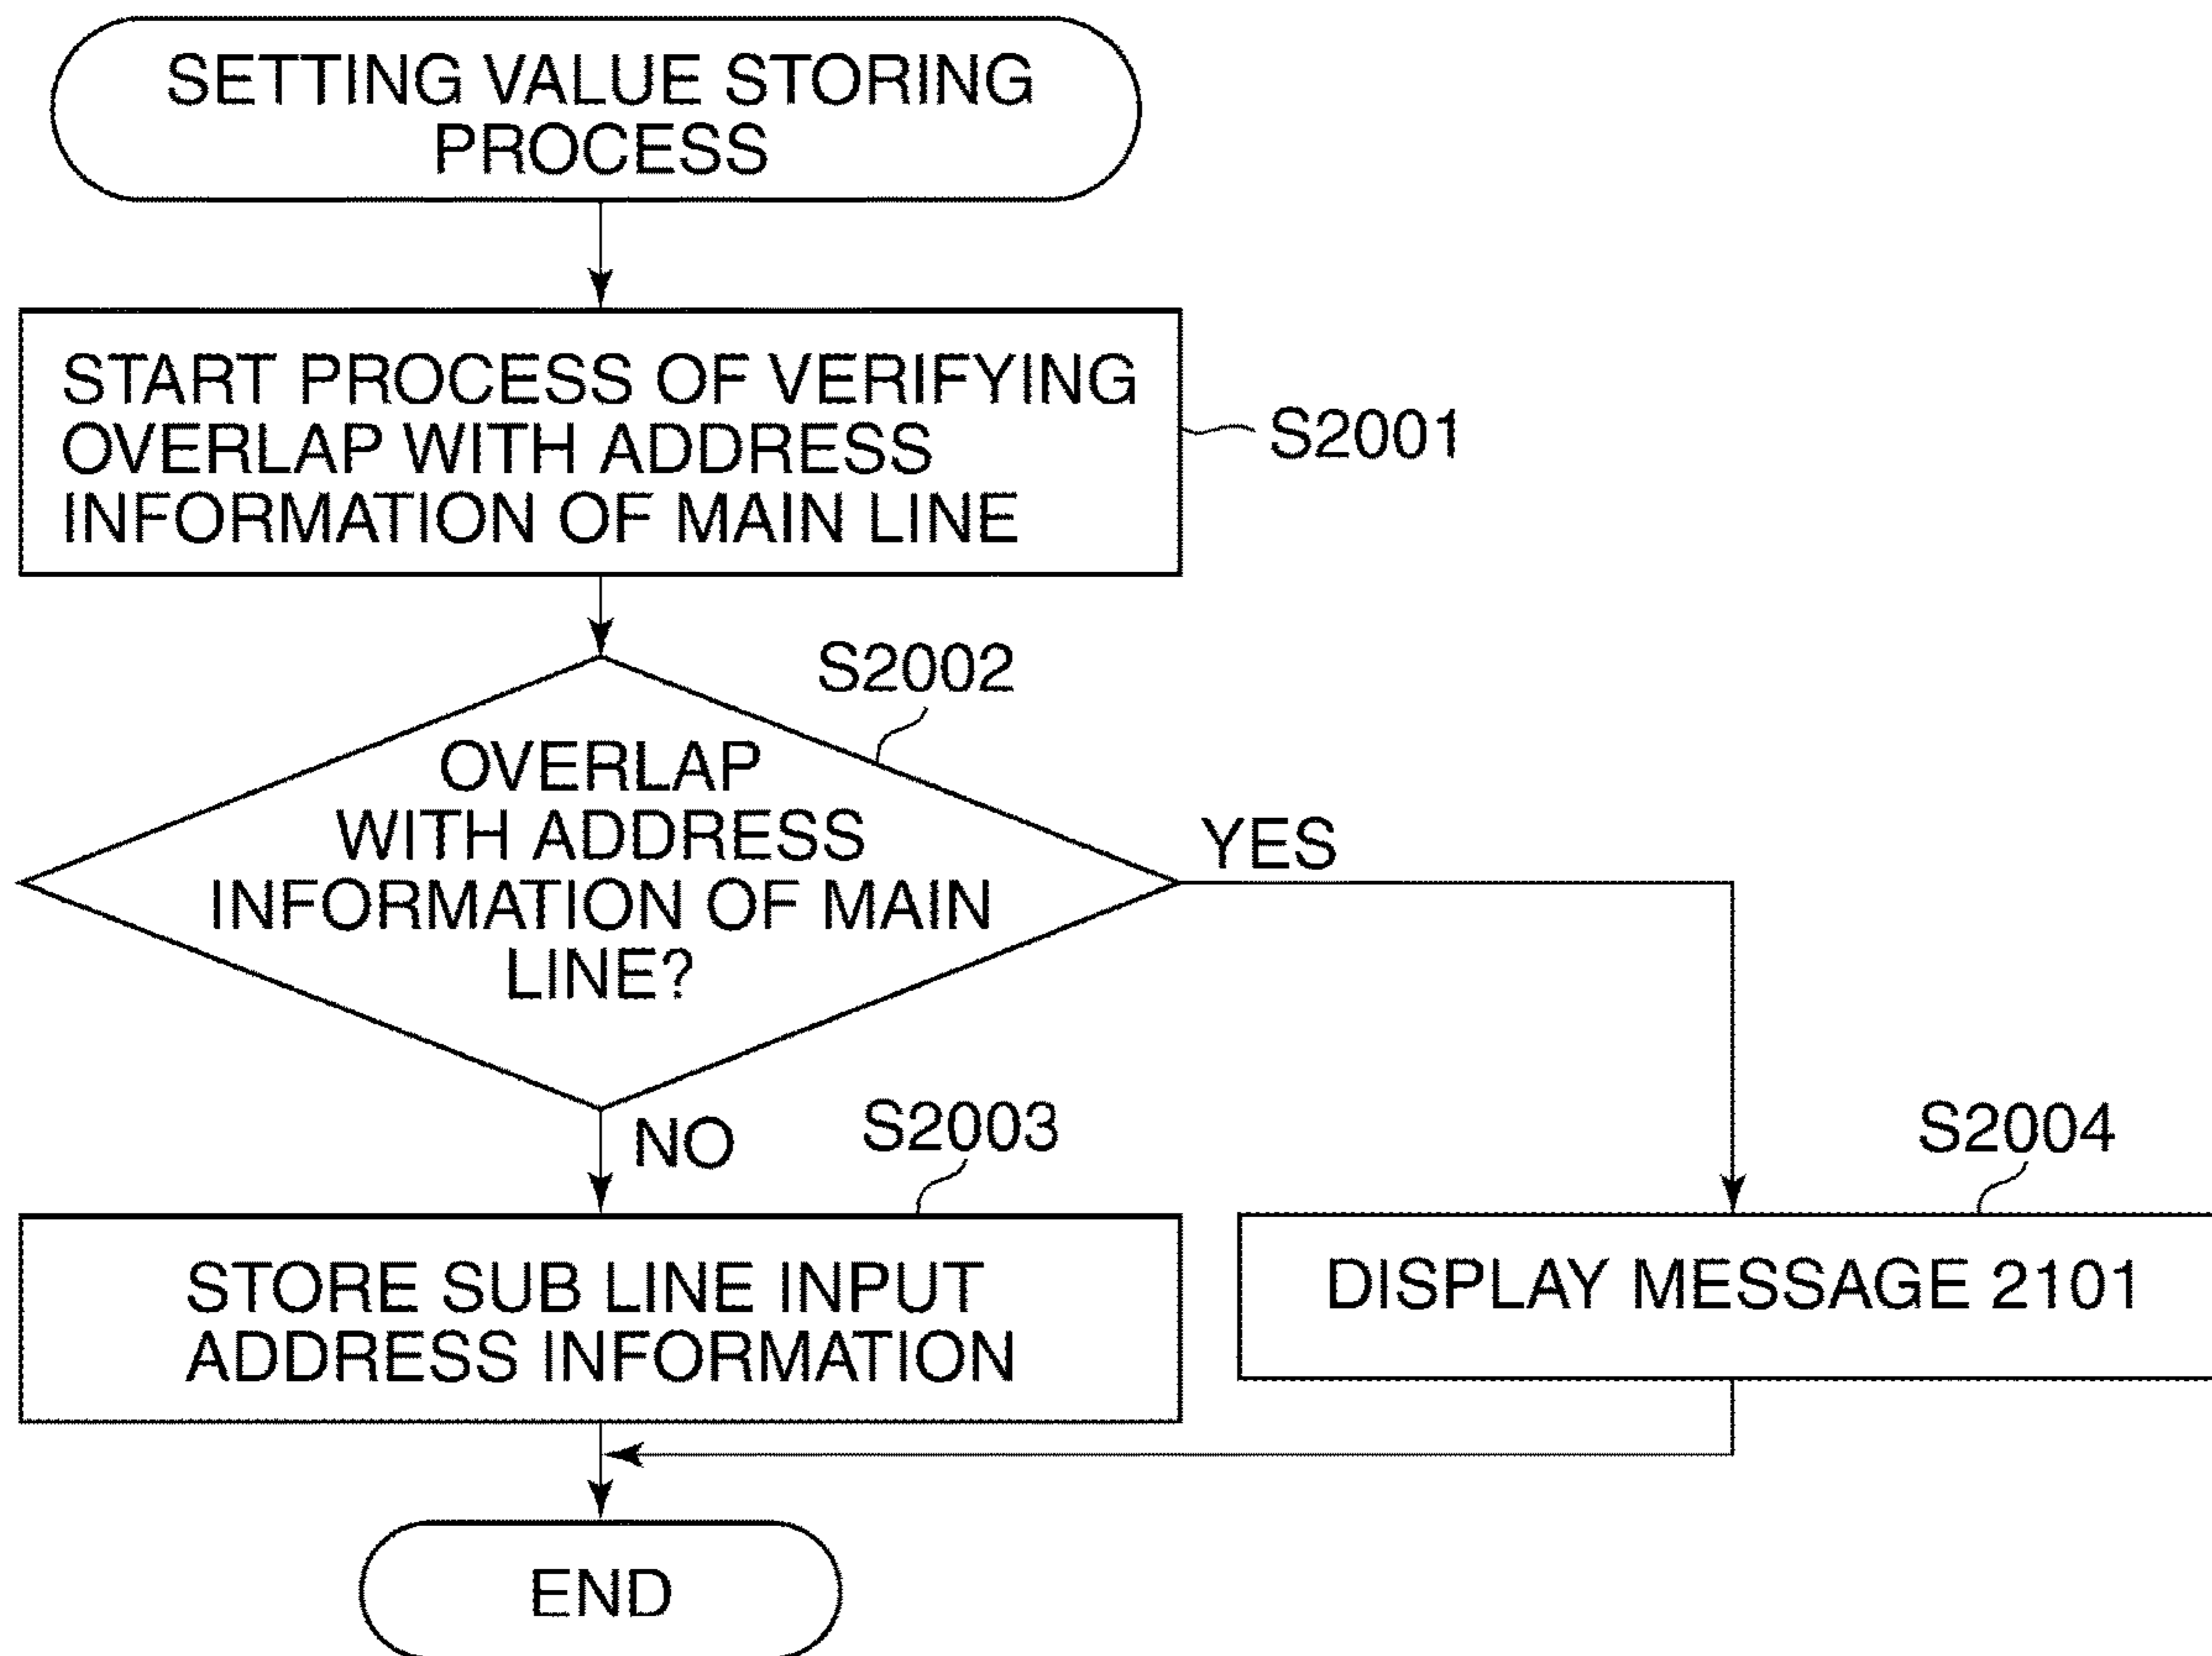 SETTING VALUE STORING
PROCESS
START PROCESS OF VERIFYING
OVERLAP WITH ADDRESS
INFORMATION OF MAIN LINE
S2001
S2002
OVERLAP
WITH ADDRESS
INFORMATION OF MAIN
LINE?
YES
NO
S2003
S2004
STORE SUB LINE INPUT
ADDRESS INFORMATION
DISPLAY MESSAGE 2101
END